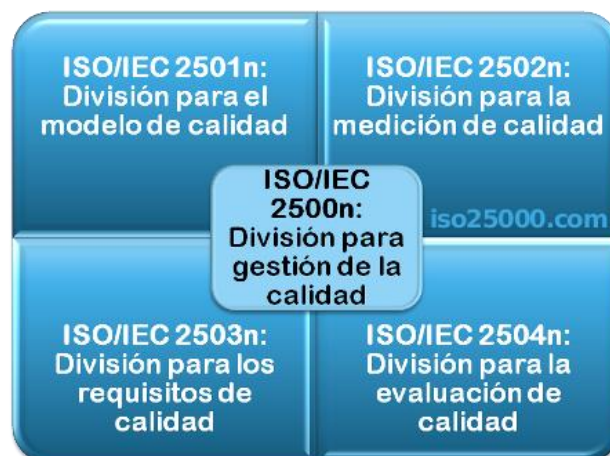 ISO/IEC 2501n:
División para el
modelo de calidad
ISO/IEC 2502n:
División para la
medición de calidad
ISO/IEC
2500n:
División para
gestión de la
calidad
iso25000.com
ISO/IEC 2503n:
División para los
requisitos de
calidad
ISO/IEC 2504n:
División para la
evaluación de
calidad